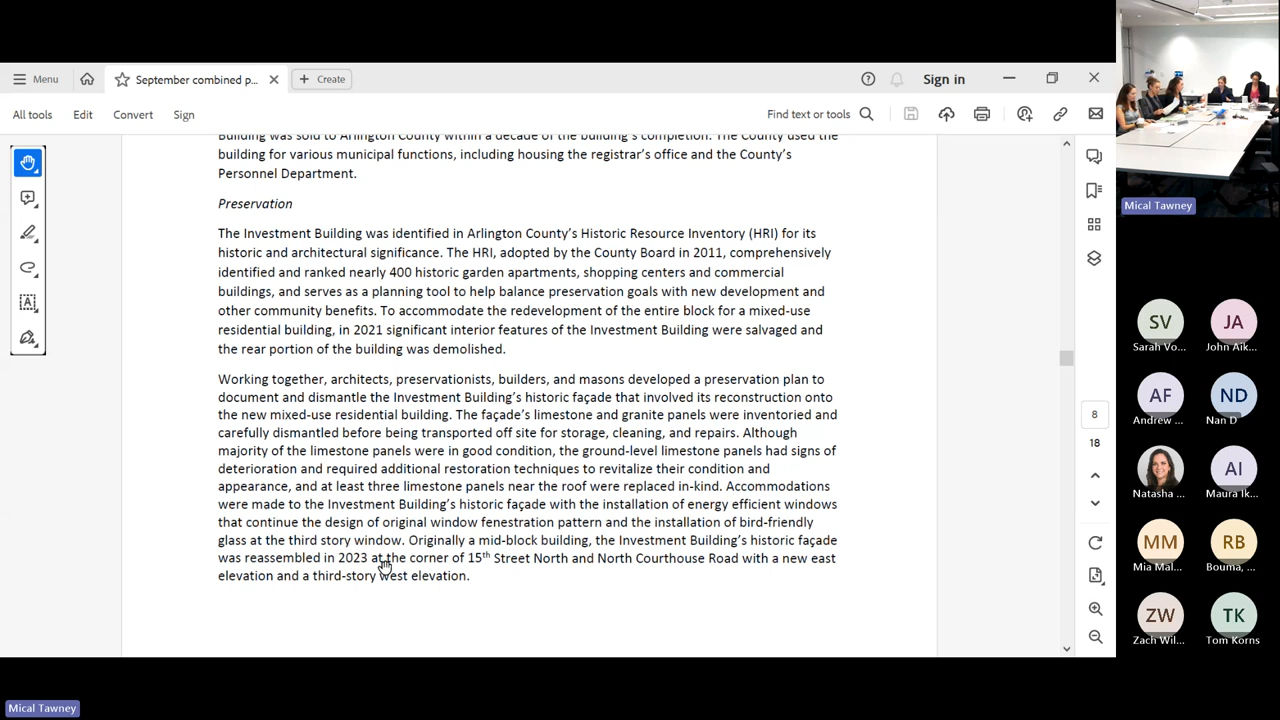 Menu
September combined p...
Create
Sign in
All tools
Edit
Convert
Sign
Find text or tools
Building was sold to Arlington County within a decade of the building's completion. The County used the
building for various municipal functions, including housing the registrar's office and the County's
Personnel Department.
Preservation
The Investment Building was identified in Arlington County's Historic Resource Inventory (HRI) for its
historic and architectural significance. The HRI, adopted by the County Board in 2011, comprehensively
identified and ranked nearly 400 historic garden apartments, shopping centers and commercial
buildings, and serves as a planning tool to help balance preservation goals with new development and
other community benefits. To accommodate the redevelopment of the entire block for a mixed-use
residential building, in 2021 significant interior features of the Investment Building were salvaged and
the rear portion of the building was demolished.
Working together, architects, preservationists, builders, and masons developed a preservation plan to
document and dismantle the Investment Building's historic façade that involved its reconstruction onto
the new mixed-use residential building. The façade's limestone and granite panels were inventoried and
carefully dismantled before being transported off site for storage, cleaning, and repairs. Although
majority of the limestone panels were in good condition, the ground-level limestone panels had signs of
deterioration and required additional restoration techniques to revitalize their condition and
appearance, and at least three limestone panels near the roof were replaced in-kind. Accommodations
were made to the Investment Building's historic façade with the installation of energy efficient windows
that continue the design of original window fenestration pattern and the installation of bird-friendly
glass at the third story window. Originally a mid-block building, the Investment Building's historic façade
was reassembled in 2023 at the corner of 15th Street North and North Courthouse Road with a new east
elevation and a third-story west elevation.
8
18
Mical Tawney
SV
Sarah Vo...
JA
John Aik...
AF
Andrew ...
ND
Nan D
Natasha ...
AI
Maura Ik...
MM
Mia Mal...
RB
Bouma, ...
ZW
Zach Wil...
TK
Tom Korns
Mical Tawney